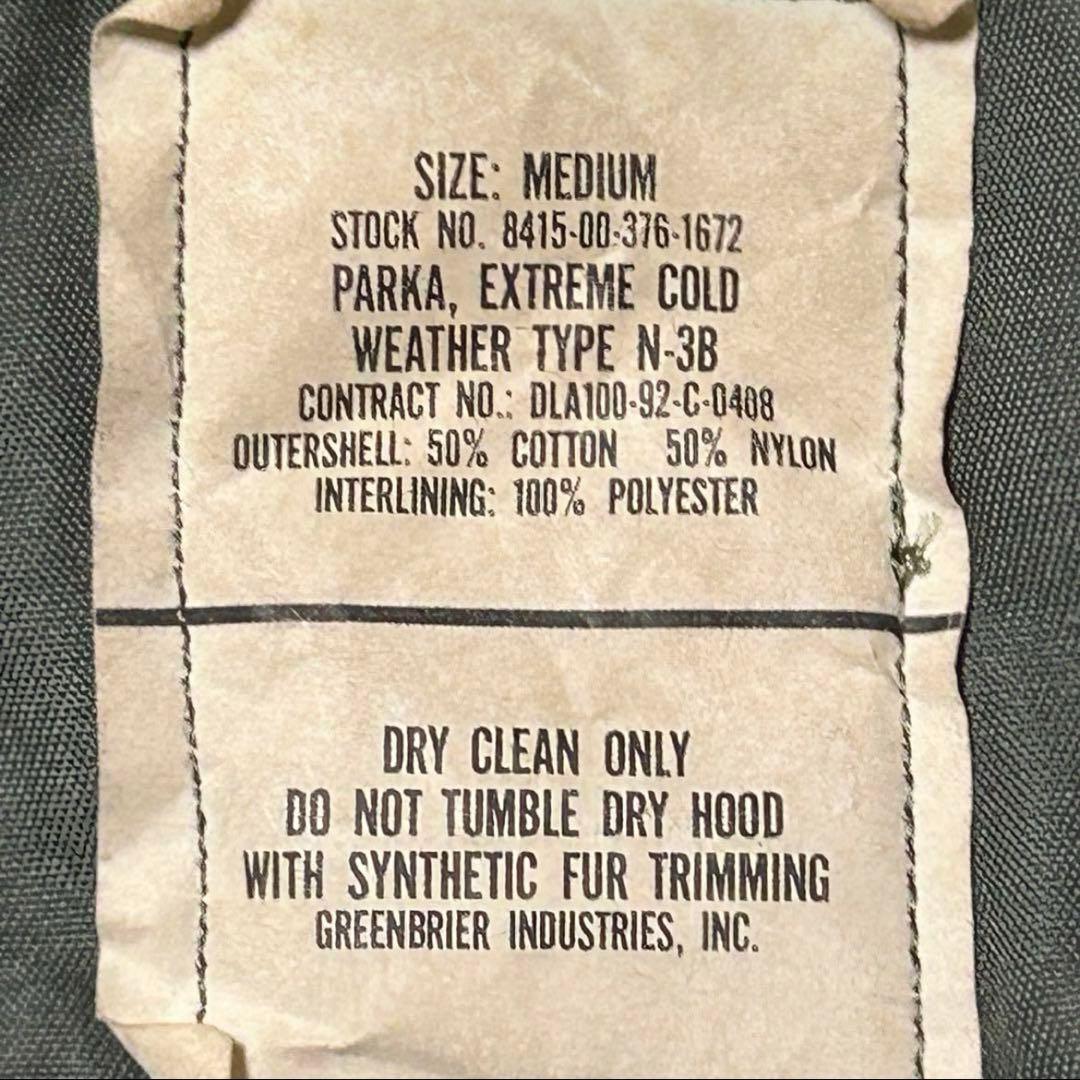 SIZE: MEDIUM
STOCK NO. 8415-00-376-1672
PARKA, EXTREME COLD
WEATHER TYPE N-3B
CONTRACT NO.: DLA100-92-C-0408
OUTERSHELL: 50% COTTON 50% NYLON
INTERLINING: 100% POLYESTER
DRY CLEAN ONLY
DO NOT TUMBLE DRY HOOD
WITH SYNTHETIC FUR TRIMMING
GREENBRIER INDUSTRIES, INC.